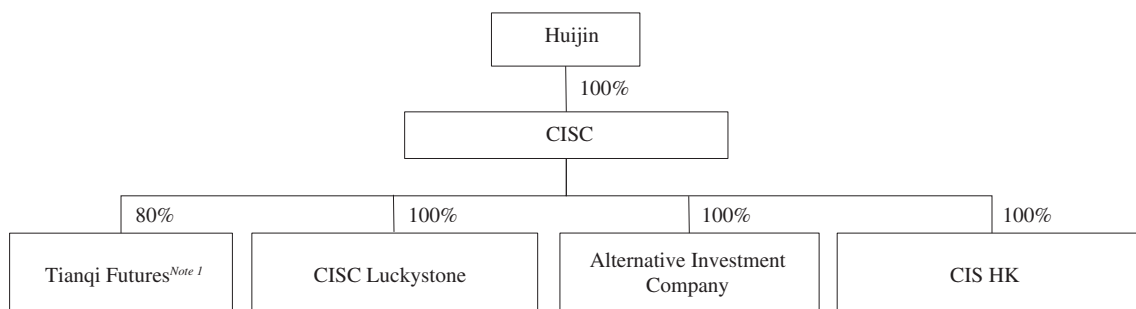 Huijin
100%
CISC
80%
100%
100%
100%
Tianqi Futures Note 1
CISC Luckystone
Alternative Investment
Company
CIS HK